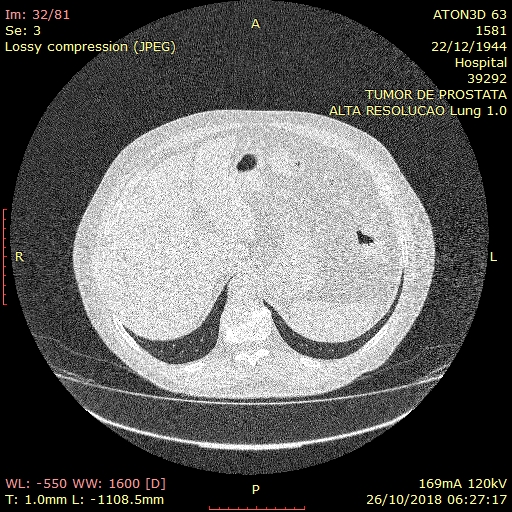 Im: 32/81
Se: 3
Lossy compression (JPEG)
ATON3D 63
1581
22/12/1944
Hospital
39292
TUMOR DE PROSTATA
ALTA RESOLUCAO Lung 1.0
A
R
L
P
WL: -550 WW: 1600 [D]
T: 1.0mm L: -1108.5mm
169mA 120kV
26/10/2018 06:27:17